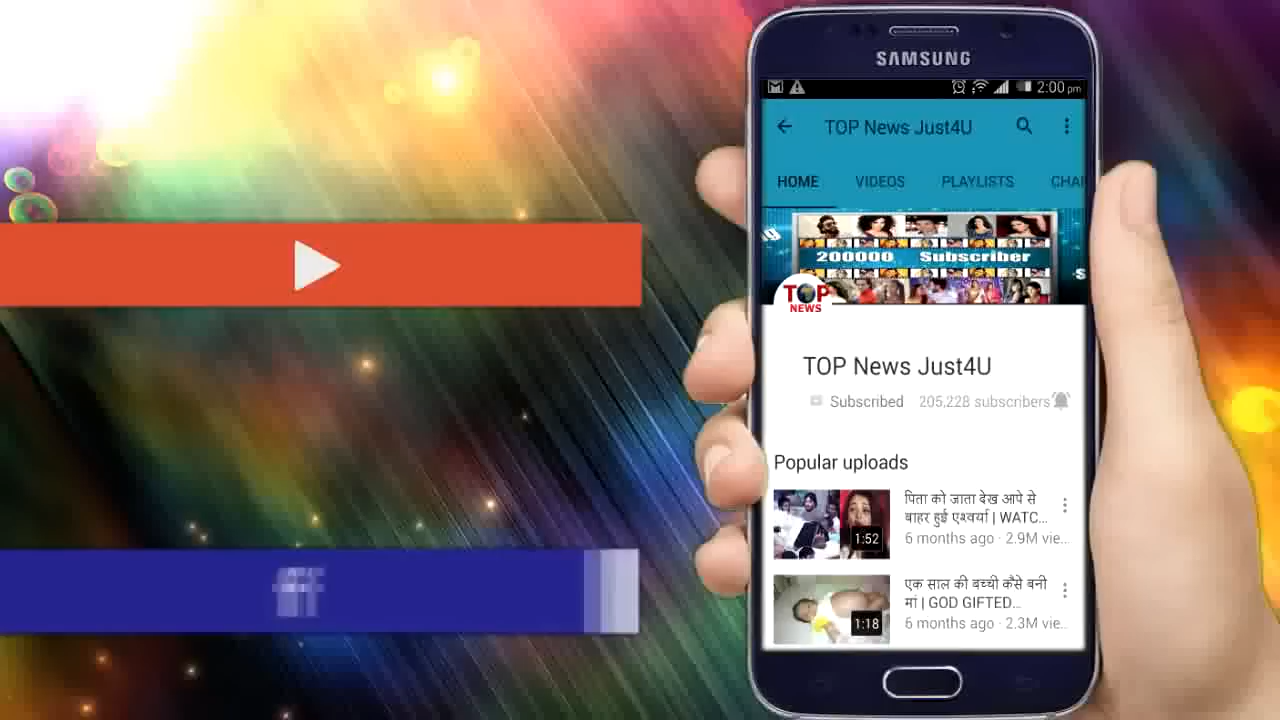 SAMSUNG
2:00 pm
TOP News Just4U
HOME VIDEOS PLAYLISTS CHAN
200000 Subscriber
TOP
NEWS
TOP News Just4U
Subscribed 205,228 subscribers
Popular uploads
पिता को जाता देख आपे से
बाहर हुई एश्वर्या | WATC...
6 months ago · 2.9M vie...
1:52
एक साल की बच्ची कैसे बनी
मां | GOD GIFTED...
6 months ago · 2.3M vie...
1:18